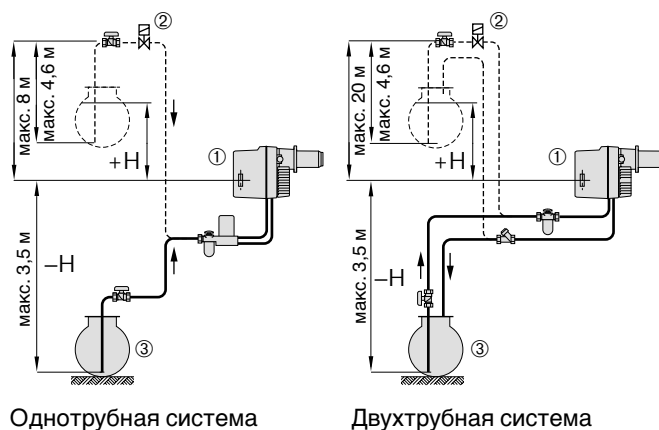 ②
макс. 8 м
макс. 4,6 м
+H
①
макс. 3,5 м
–H
③
Однотрубная система
②
макс. 20 м
макс. 4,6 м
+H
①
макс. 3,5 м
–H
③
Двухтрубная система